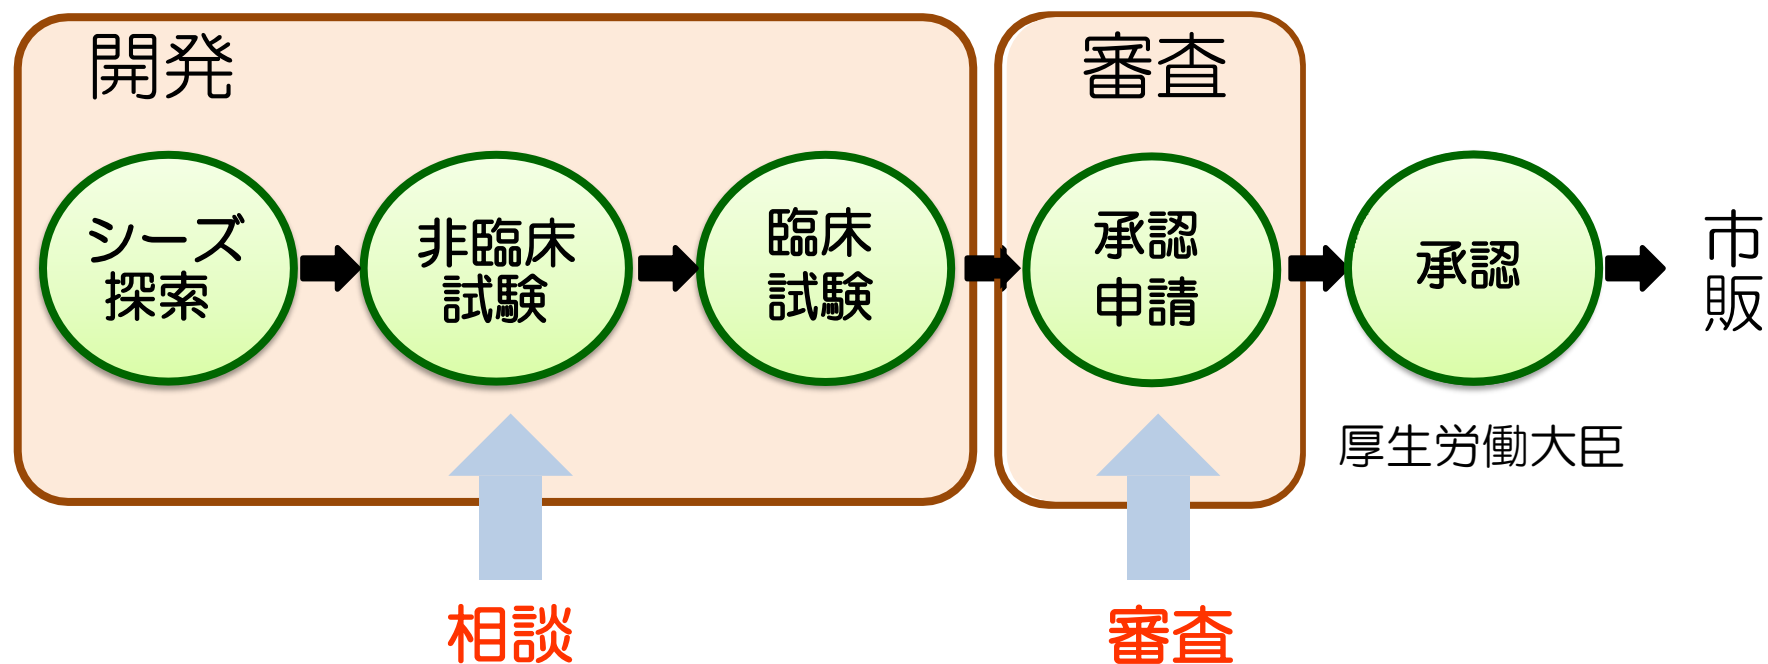 開発
審査
シーズ
探索
非臨床
試験
臨床
試験
承認
申請
承認
市
販
厚生労働大臣
相談
審査